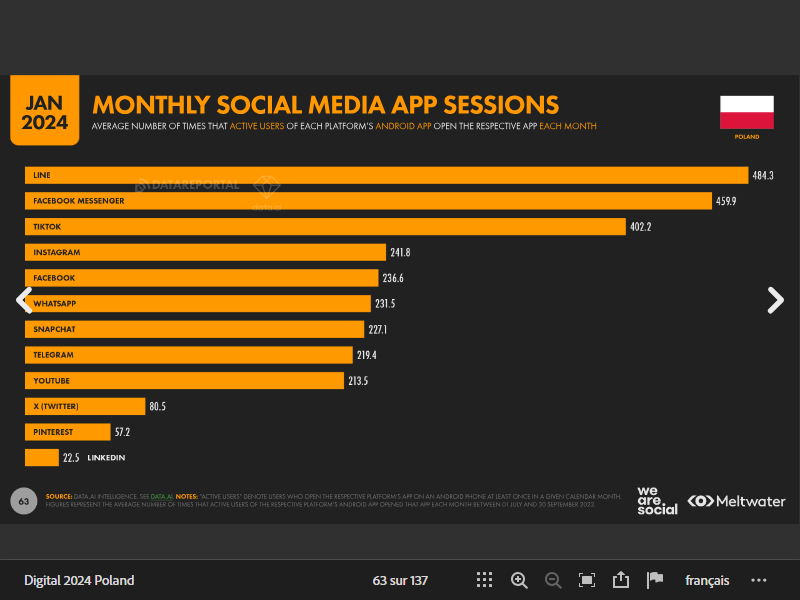 JAN
2024
MONTHLY SOCIAL MEDIA APP SESSIONS
AVERAGE NUMBER OF TIMES THAT ACTIVE USERS OF EACH PLATFORM'S ANDROID APP OPEN THE RESPECTIVE APP EACH MONTH
POLAND
LINE 484.3
DATAREPORTAL
FACEBOOK MESSENGER 459.9
TIKTOK 402.2
INSTAGRAM 241.8
FACEBOOK 236.6
WHATSAPP 231.5
SNAPCHAT 227.1
TELEGRAM 219.4
YOUTUBE 213.5
X (TWITTER) 80.5
PINTEREST 57.2
22.5 LINKEDIN
63
SOURCE: DATA.AI INTELLIGENCE. SEE DATA.AI. NOTES: "ACTIVE USERS" DENOTE USERS WHO OPEN THE RESPECTIVE PLATFORM'S APP ON AN ANDROID PHONE AT LEAST ONCE IN A GIVEN CALENDAR MONTH.
FIGURES REPRESENT THE AVERAGE NUMBER OF TIMES THAT ACTIVE USERS OF THE RESPECTIVE PLATFORM'S ANDROID APP OPENED THAT APP EACH MONTH BETWEEN 01 JULY AND 30 SEPTEMBER 2023.
we
are
social
Meltwater
Digital 2024 Poland
63 sur 137
français